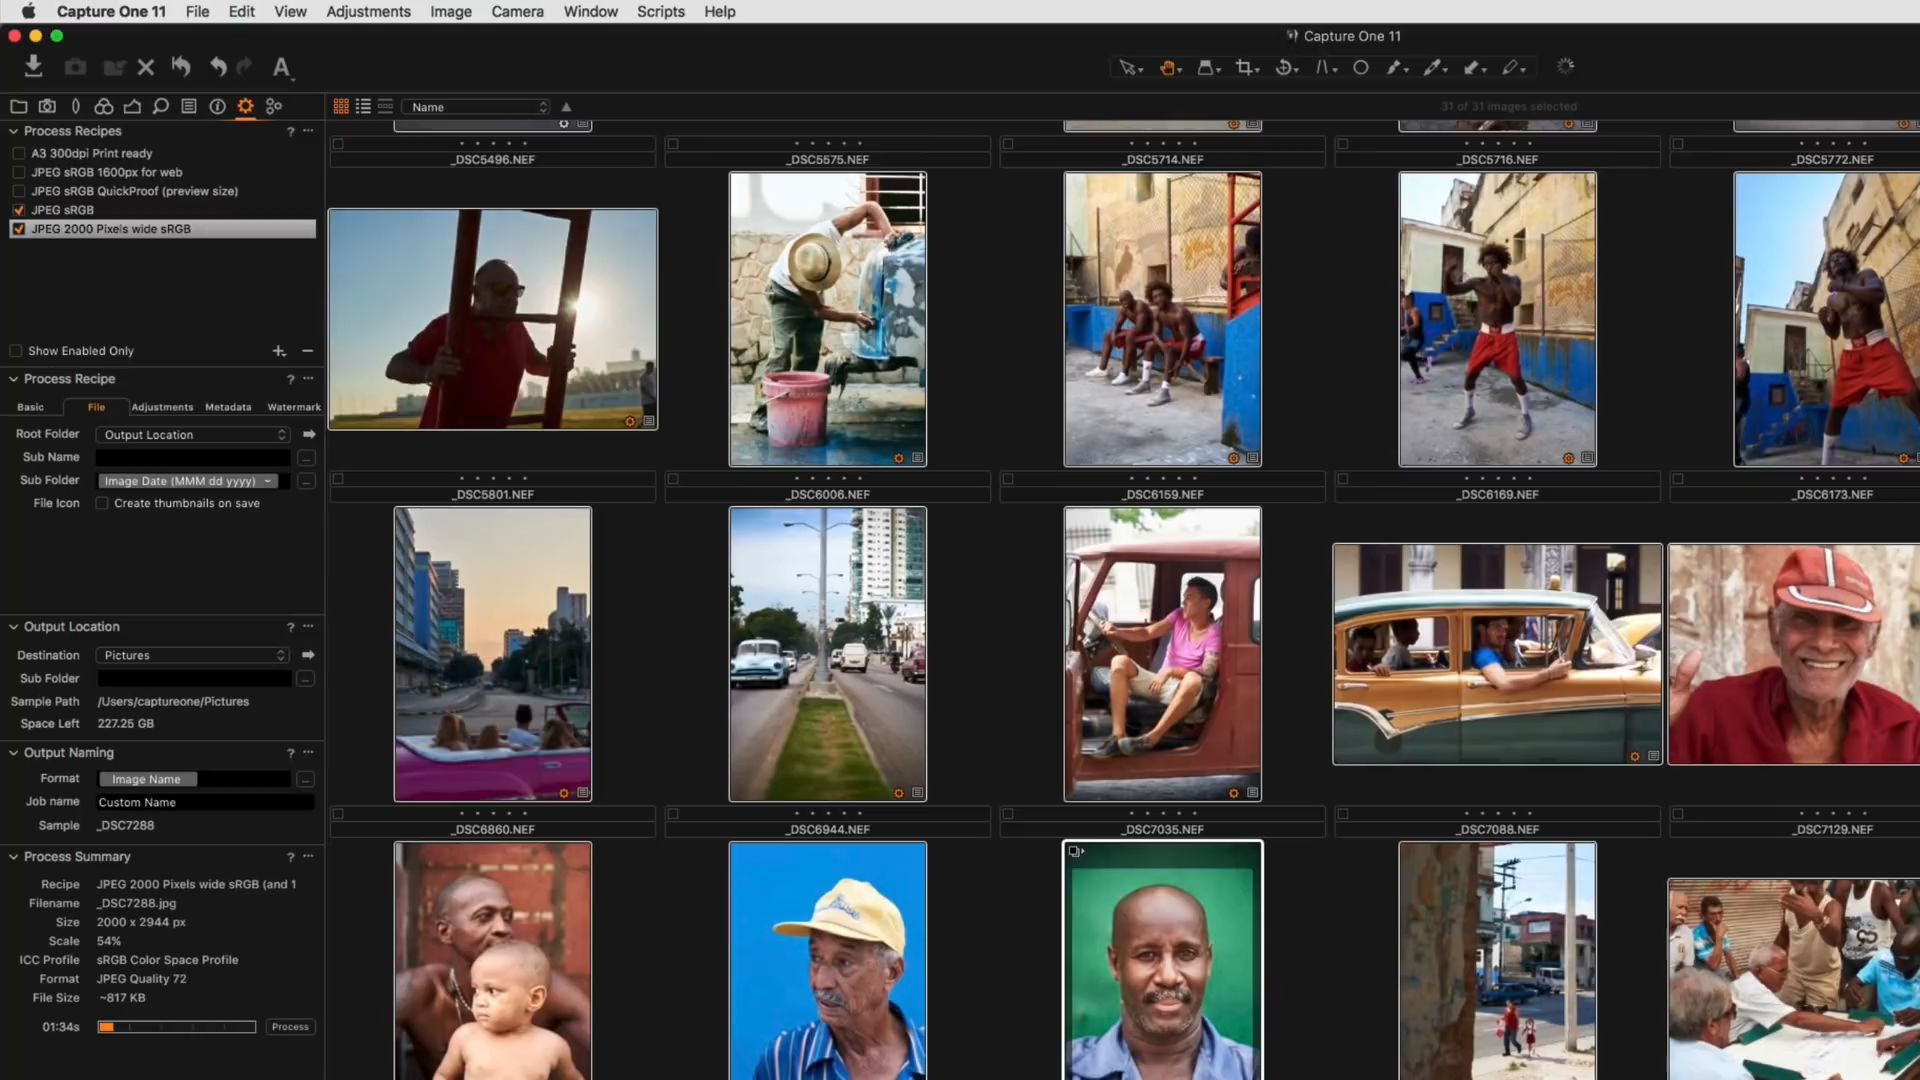 Capture One 11 File Edit View Adjustments Image Camera Window Scripts Help
Capture One 11
A
Name
31 of 31 images selected
Process Recipes ? ...
A3 300dpi Print ready
JPEG sRGB 1600px for web
JPEG sRGB QuickProof (preview size)
JPEG sRGB
JPEG 2000 Pixels wide sRGB
Show Enabled Only + −
Process Recipe ? ...
Basic File Adjustments Metadata Watermark
Root Folder Output Location
Sub Name ...
Sub Folder Image Date (MMM dd yyyy) ...
File Icon Create thumbnails on save
Output Location ? ...
Destination Pictures
Sub Folder ...
Sample Path /Users/captureone/Pictures
Space Left 227.25 GB
Output Naming ? ...
Format Image Name ...
Job name Custom Name
Sample _DSC7288
Process Summary ? ...
Recipe JPEG 2000 Pixels wide sRGB (and 1
Filename _DSC7288.jpg
Size 2000 x 2944 px
Scale 54%
ICC Profile sRGB Color Space Profile
Format JPEG Quality 72
File Size ~817 KB
01:34s Process
_DSC5496.NEF _DSC5575.NEF _DSC5714.NEF _DSC5716.NEF _DSC5772.NEF
_DSC5801.NEF _DSC6006.NEF _DSC6159.NEF _DSC6169.NEF _DSC6173.NEF
_DSC6860.NEF _DSC6944.NEF _DSC7035.NEF _DSC7088.NEF _DSC7129.NEF